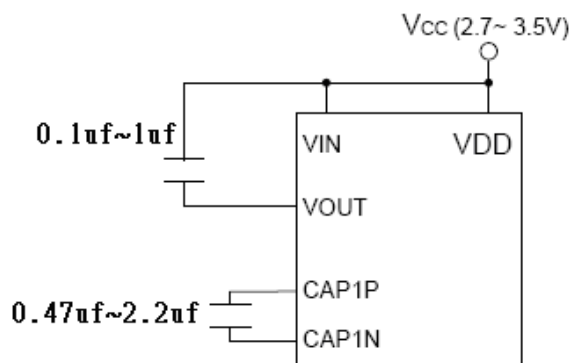 Vcc (2.7~ 3.5V)
0.1uf~1uf
VIN
VDD
VOUT
CAP1P
0.47uf~2.2uf
CAP1N